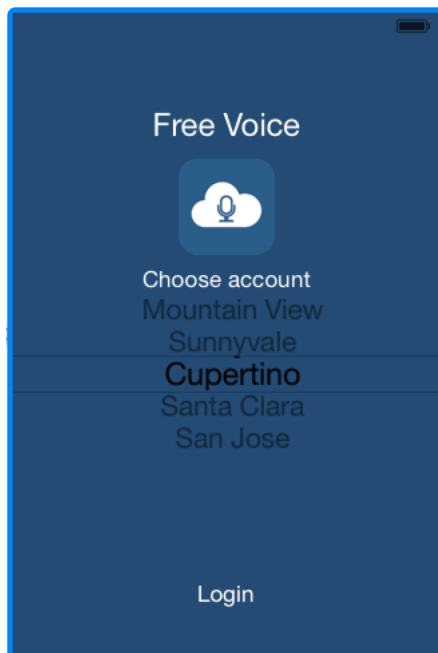 Free Voice
Choose account
Mountain View
Sunnyvale
Cupertino
Santa Clara
San Jose
Login